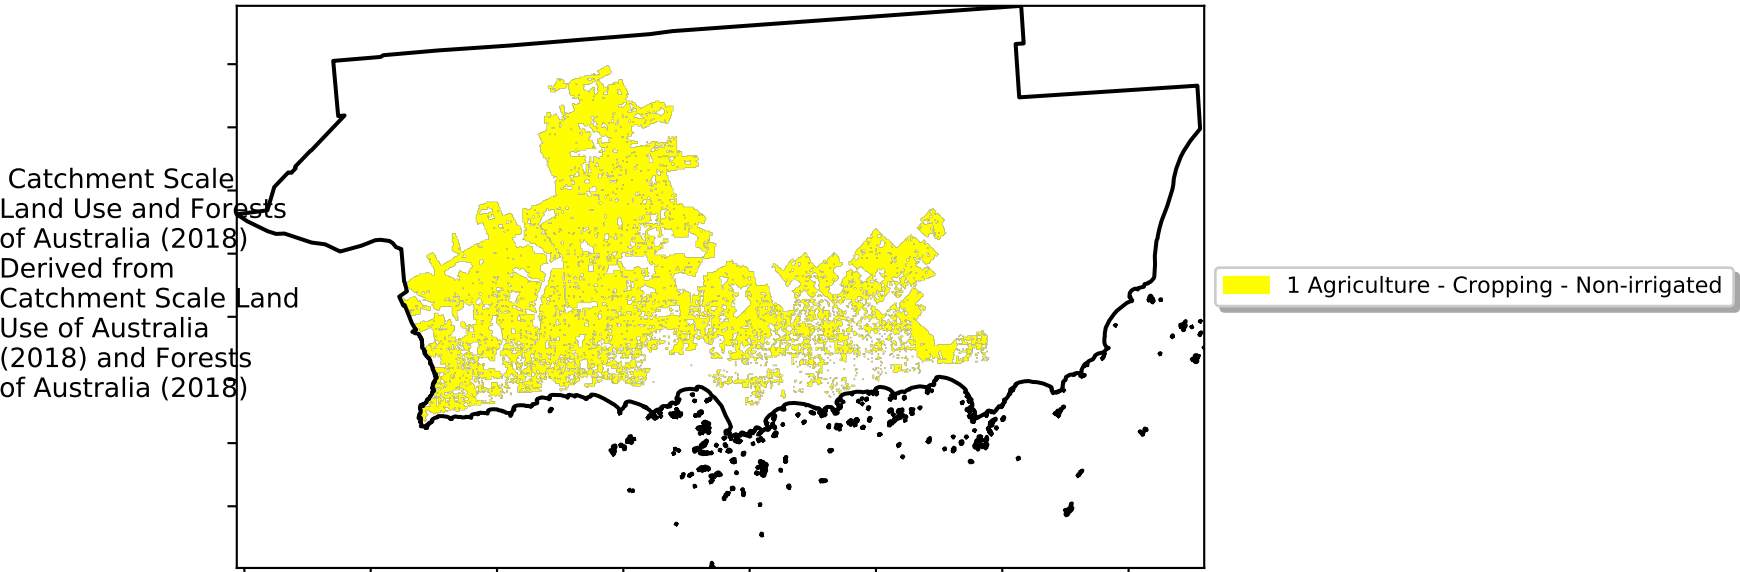 Catchment Scale
Land Use and Forests
of Australia (2018)
Derived from
Catchment Scale Land
Use of Australia
(2018) and Forests
of Australia (2018)
1 Agriculture - Cropping - Non-irrigated